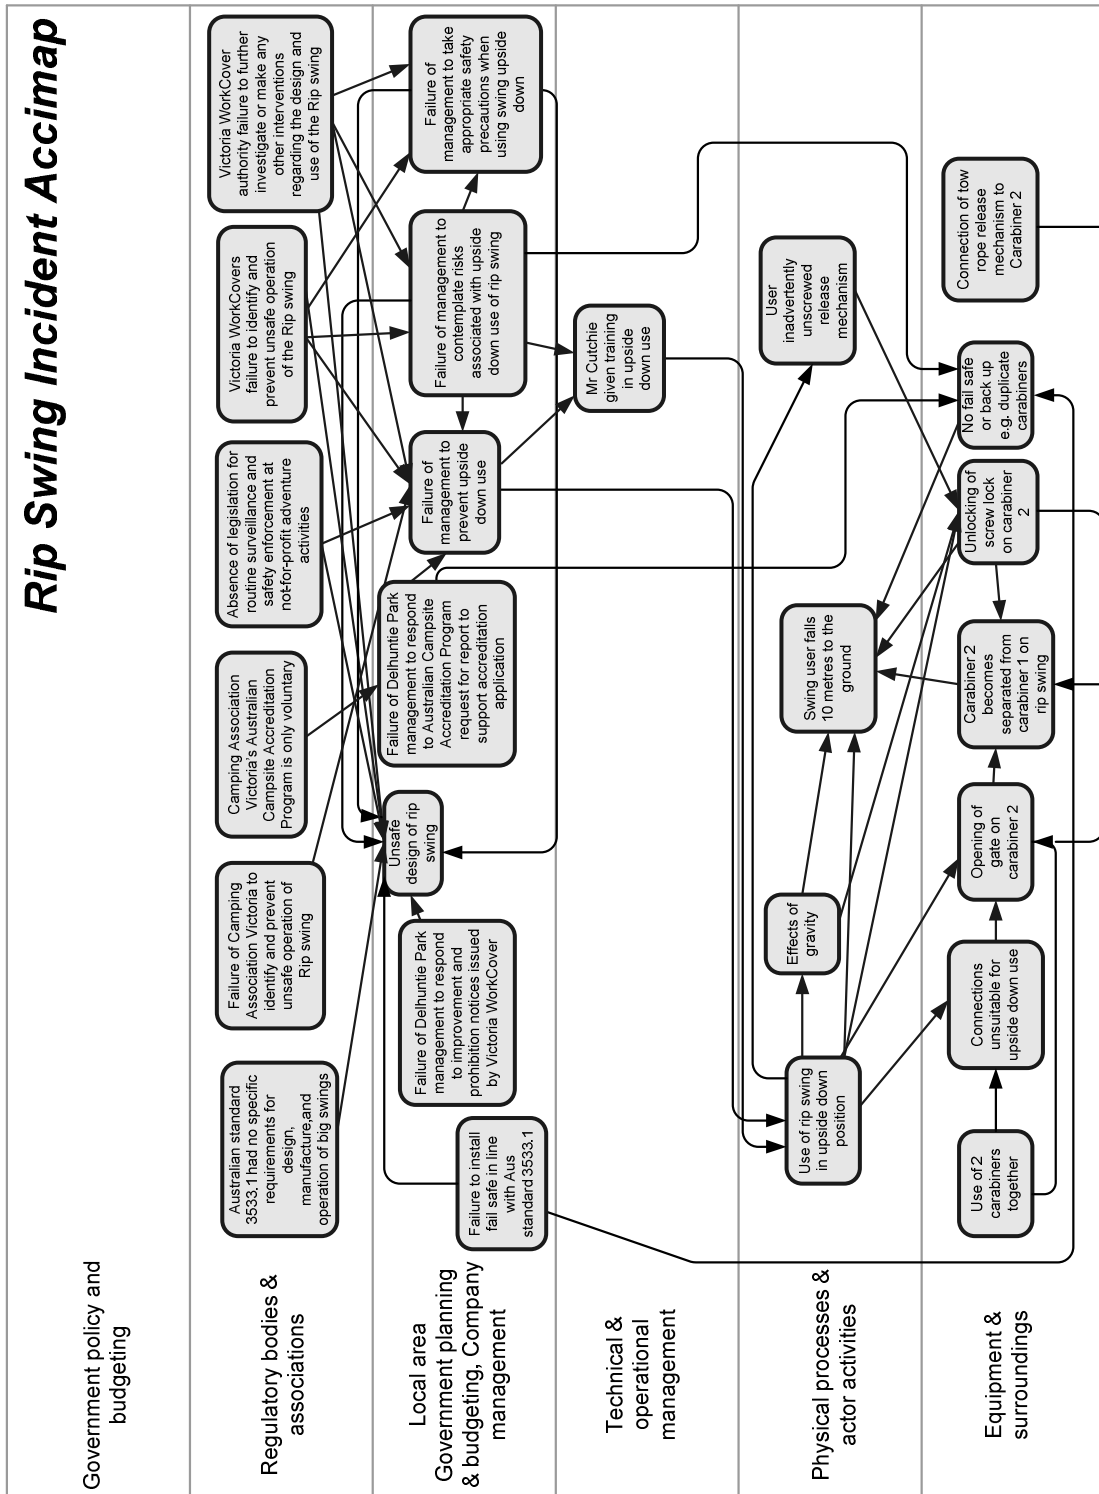 Rip Swing Incident Accimap
Government policy and
budgeting
Regulatory bodies &
associations
Australian standard
3533.1 had no specific
requirements for
design,
manufacture,and
operation of big swings
Failure of Camping
Association Victoria to
identify and prevent
unsafe operation of
Rip swing
Camping Association
Victoria's Australian
Campsite Accreditation
Program is only voluntary
Absence of legislation for
routine surveillance and
safety enforcement at
not-for-profit adventure
activities
Victoria WorkCovers
failure to identify and
prevent unsafe operation
of the Rip swing
Victoria WorkCover
authority failure to further
investigate or make any
other interventions
regarding the design and
use of the Rip swing
Local area
Government planning
& budgeting, Company
management
Failure to install
fail safe in line
with Aus
standard 3533.1
Failure of Delhuntie Park
management to respond
to improvement and
prohibition notices issued
by Victoria WorkCover
Unsafe
design of rip
swing
Failure of Delhuntie Park
management to respond
to Australian Campsite
Accreditation Program
request for report to
support accreditation
application
Failure of
management to
prevent upside
down use
Failure of management to
contemplate risks
associated with upside
down use of rip swing
Failure of
management to take
appropriate safety
precautions when
using swing upside
down
Technical &
operational
management
Mr Cutchie
given training
in upside
down use
Physical processes &
actor activities
Use of rip swing
in upside down
position
Effects of
gravity
Swing user falls
10 metres to the
ground
User
inadvertently
unscrewed
release
mechanism
Equipment &
surroundings
Use of 2
carabiners
together
Connections
unsuitable for
upside down use
Opening of
gate on
carabiner 2
Carabiner 2
becomes
separated from
carabiner 1 on
rip swing
Unlocking of
screw lock
on carabiner
2
No fail safe
or back up
e.g. duplicate
carabiners
Connection of tow
rope release
mechanism to
Carabiner 2